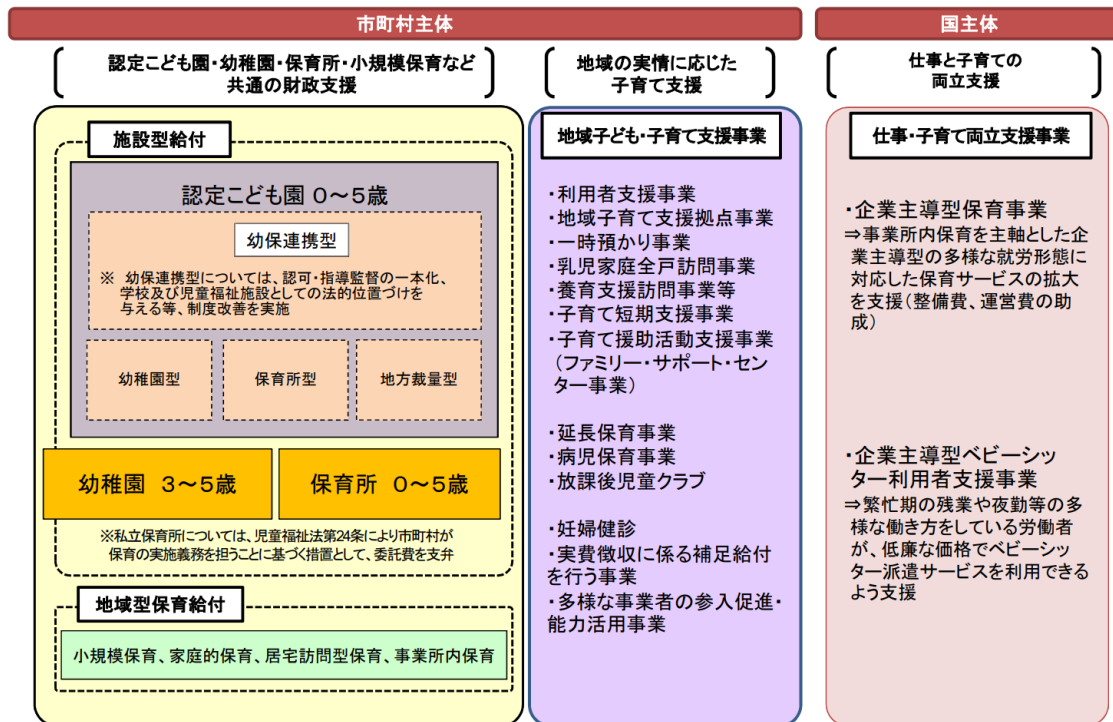 市町村主体
国主体
認定こども園・幼稚園・保育所・小規模保育など
共通の財政支援
地域の実情に応じた
子育て支援
仕事と子育ての
両立支援
施設型給付
認定こども園 0~5歳
幼保連携型
※ 幼保連携型については、認可・指導監督の一本化、
学校及び児童福祉施設としての法的位置づけを
与える等、制度改善を実施
幼稚園型
保育所型
地方裁量型
幼稚園 3~5歳
保育所 0~5歳
※私立保育所については、児童福祉法第24条により市町村が
保育の実施義務を担うことに基づく措置として、委託費を支弁
地域型保育給付
小規模保育、家庭的保育、居宅訪問型保育、事業所内保育
地域子ども・子育て支援事業
・利用者支援事業
・地域子育て支援拠点事業
・一時預かり事業
・乳児家庭全戸訪問事業
・養育支援訪問事業等
・子育て短期支援事業
・子育て援助活動支援事業
(ファミリー・サポート・セン
ター事業)
・延長保育事業
・病児保育事業
・放課後児童クラブ
・妊婦健診
・実費徴収に係る補足給付
を行う事業
・多様な事業者の参入促進・
能力活用事業
仕事・子育て両立支援事業
・企業主導型保育事業
⇒事業所内保育を主軸とした企
業主導型の多様な就労形態に
対応した保育サービスの拡大
を支援(整備費、運営費の助
成)
・企業主導型ベビーシッ
ター利用者支援事業
⇒繁忙期の残業や夜勤等の多
様な働き方をしている労働者
が、低廉な価格でベビーシッ
ター派遣サービスを利用できる
よう支援